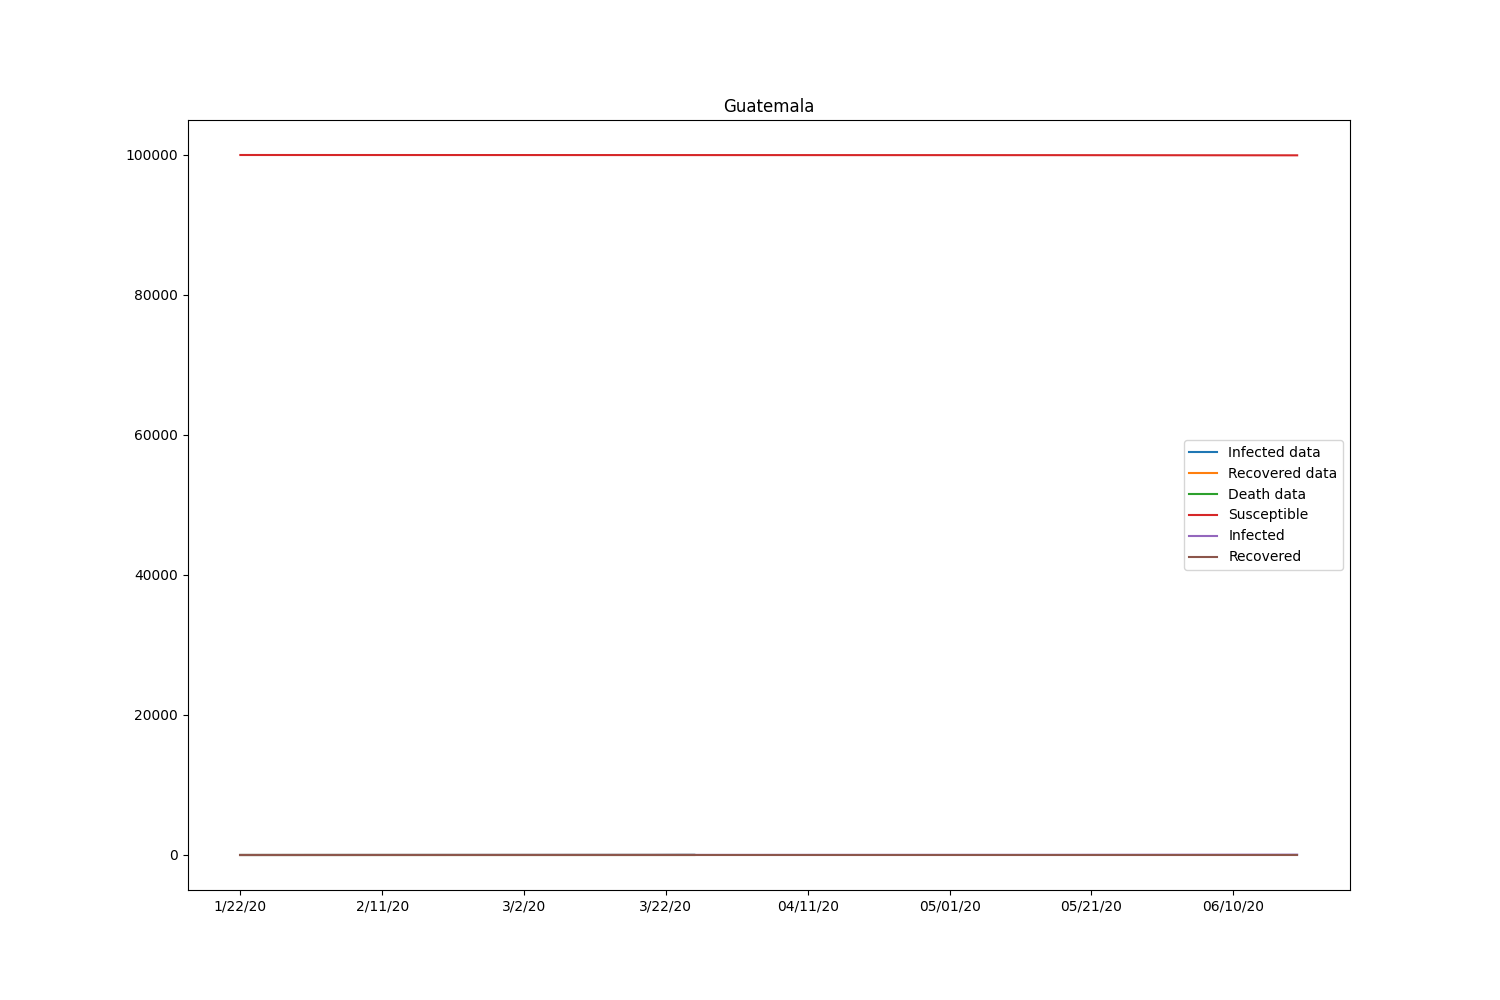 Guatemala
100000
80000
60000
40000
20000
0
1/22/20 2/11/20 3/2/20 3/22/20 04/11/20 05/01/20 05/21/20 06/10/20
Infected data
Recovered data
Death data
Susceptible
Infected
Recovered